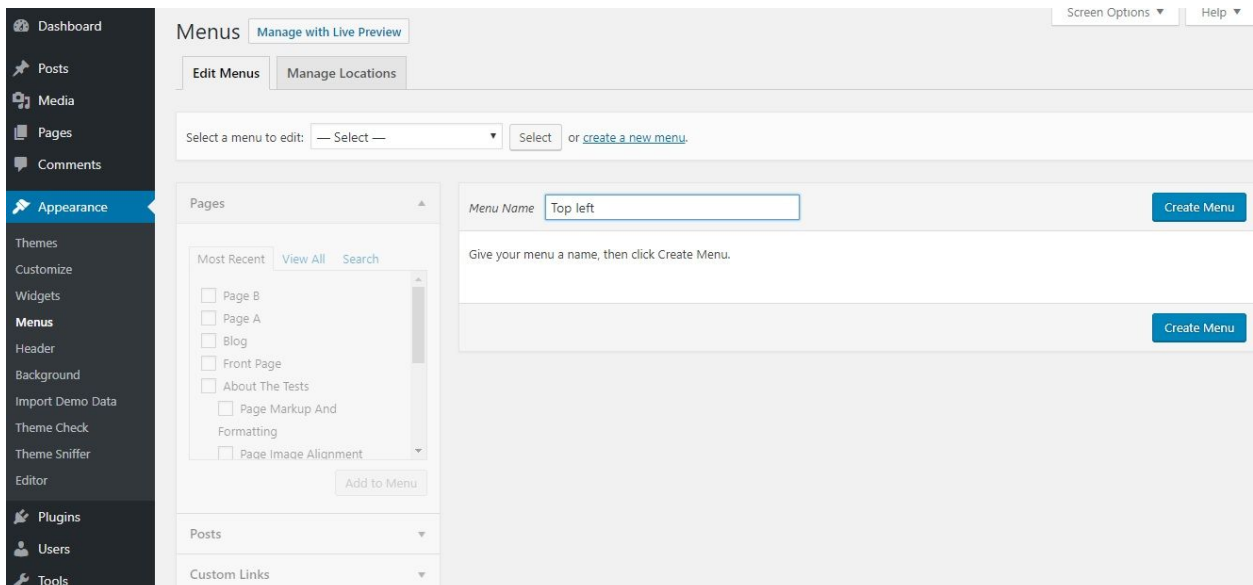 Dashboard
Posts
Media
Pages
Comments
Appearance
Themes
Customize
Widgets
Menus
Header
Background
Import Demo Data
Theme Check
Theme Sniffer
Editor
Plugins
Users
Tools
Screen Options
Help
Menus Manage with Live Preview
Edit Menus Manage Locations
Select a menu to edit: — Select — Select or create a new menu.
Pages
Most Recent View All Search
Page B
Page A
Blog
Front Page
About The Tests
Page Markup And
Formatting
Page Image Alignment
Add to Menu
Posts
Custom Links
Menu Name Top left Create Menu
Give your menu a name, then click Create Menu.
Create Menu